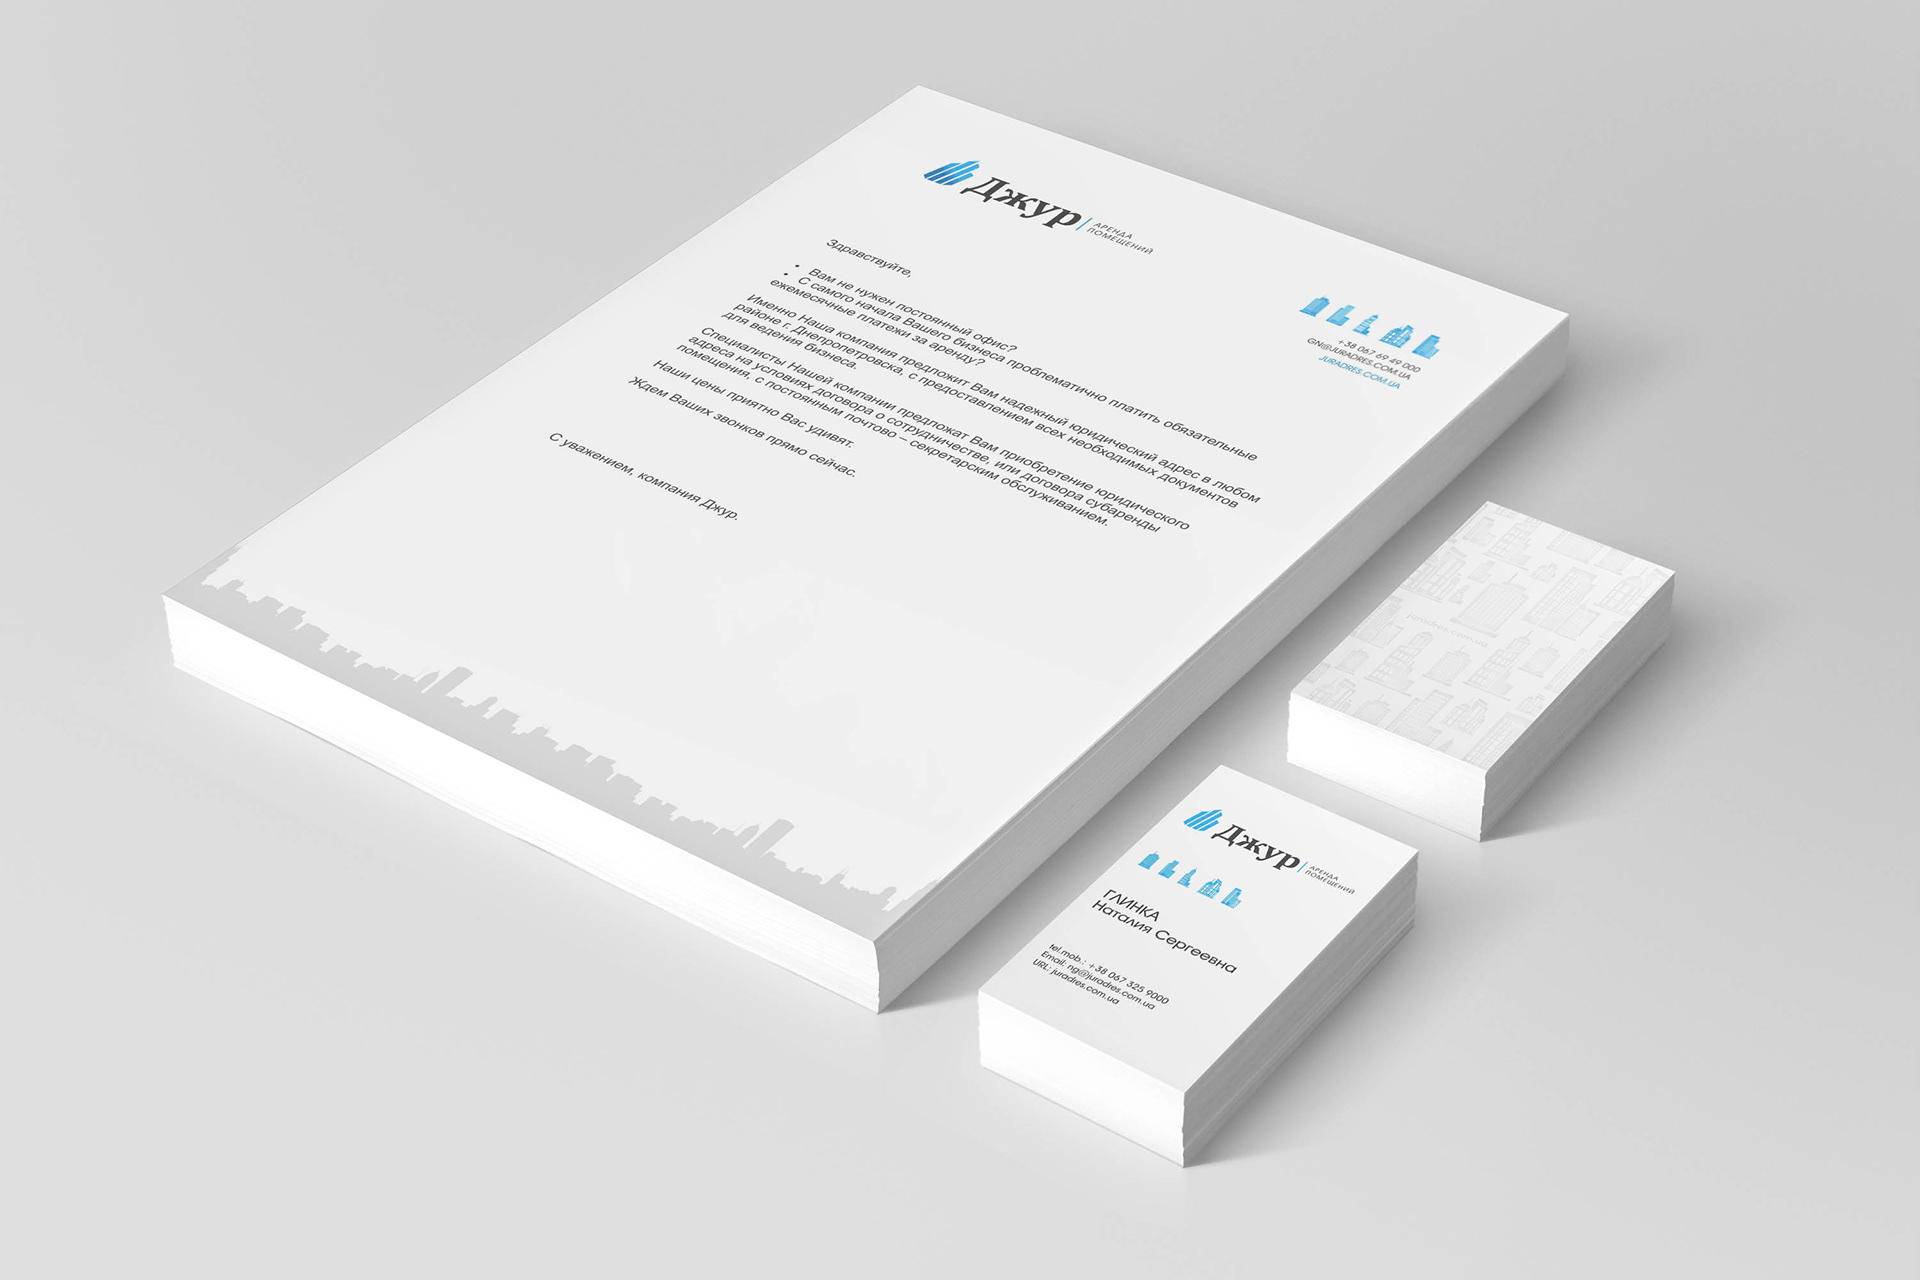 Джур
АРЕНДА
ПОМЕЩЕНИЙ
+38 067 69 49 000
GN@JURADRES.COM.UA
JURADRES.COM.UA
Здравствуйте,
• Вам не нужен постоянный офис?
• С самого начала Вашего бизнеса проблематично платить обязательные
ежемесячные платежи за аренду?
Именно Наша компания предложит Вам надежный юридический адрес в любом
районе г. Днепропетровска, с предоставлением всех необходимых документов
для ведения бизнеса.
Специалисты Нашей компании предложат Вам приобретение юридического
адреса на условиях договора о сотрудничестве, или договора субаренды
помещения, с постоянным почтово – секретарским обслуживанием.
Наши цены приятно Вас удивят.
Ждем Ваших звонков прямо сейчас.
С уважением, компания Джур.
juradres.com.ua
Джур
АРЕНДА
ПОМЕЩЕНИЙ
ГЛИНКА
Наталия Сергеевна
tel.mob.: +38 067 325 9000
Email: ng@juradres.com.ua
URL: juradres.com.ua